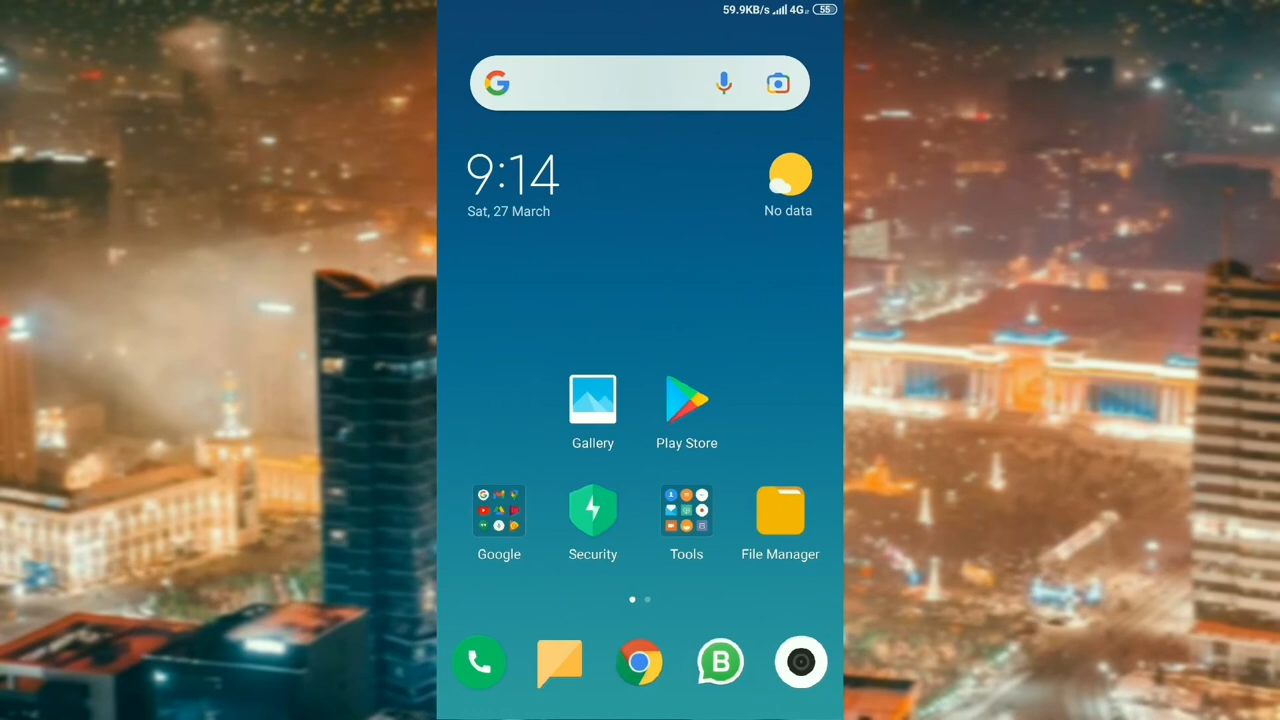 59.9KB/s 4G 55
9:14
Sat, 27 March
No data
Gallery Play Store
Google Security Tools File Manager
B